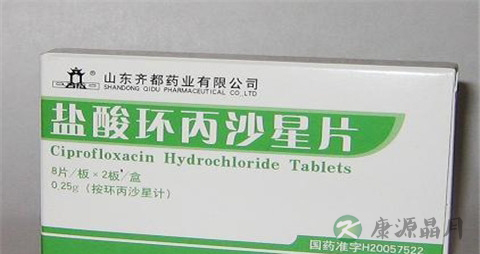 山东齐都药业有限公司
SHANDONG QIDU PHARMACEUTICAL CO.,LTD
盐酸环丙沙星片
Ciprofloxacin Hydrochloride Tablets
8片/板×2板/盒
0.25g(按环丙沙星计)
康源晶月
国药准字H20057522